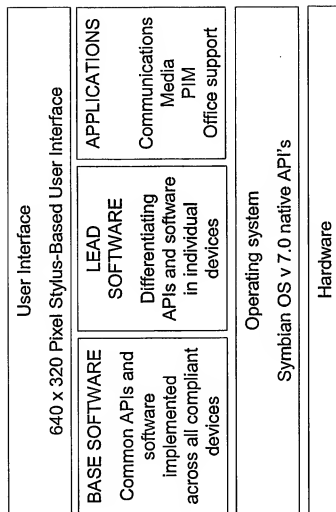 User Interface
640 x 320 Pixel Stylus-Based User Interface
BASE SOFTWARE
Common APIs and
software
implemented
across all compliant
devices
LEAD
SOFTWARE
Differentiating
APIs and software
in individual
devices
APPLICATIONS
Communications
Media
PIM
Office support
Operating system
Symbian OS v 7.0 native API's
Hardware